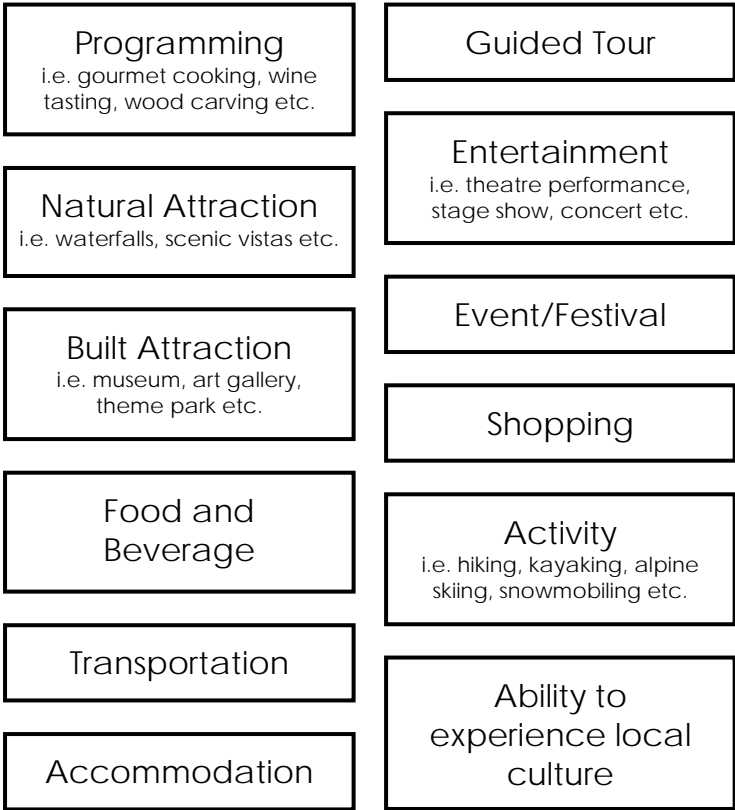 Programming
i.e. gourmet cooking, wine
tasting, wood carving etc.
Natural Attraction
i.e. waterfalls, scenic vistas etc.
Built Attraction
i.e. museum, art gallery,
theme park etc.
Food and
Beverage
Transportation
Accommodation
Guided Tour
Entertainment
i.e. theatre performance,
stage show, concert etc.
Event/Festival
Shopping
Activity
i.e. hiking, kayaking, alpine
skiing, snowmobiling etc.
Ability to
experience local
culture